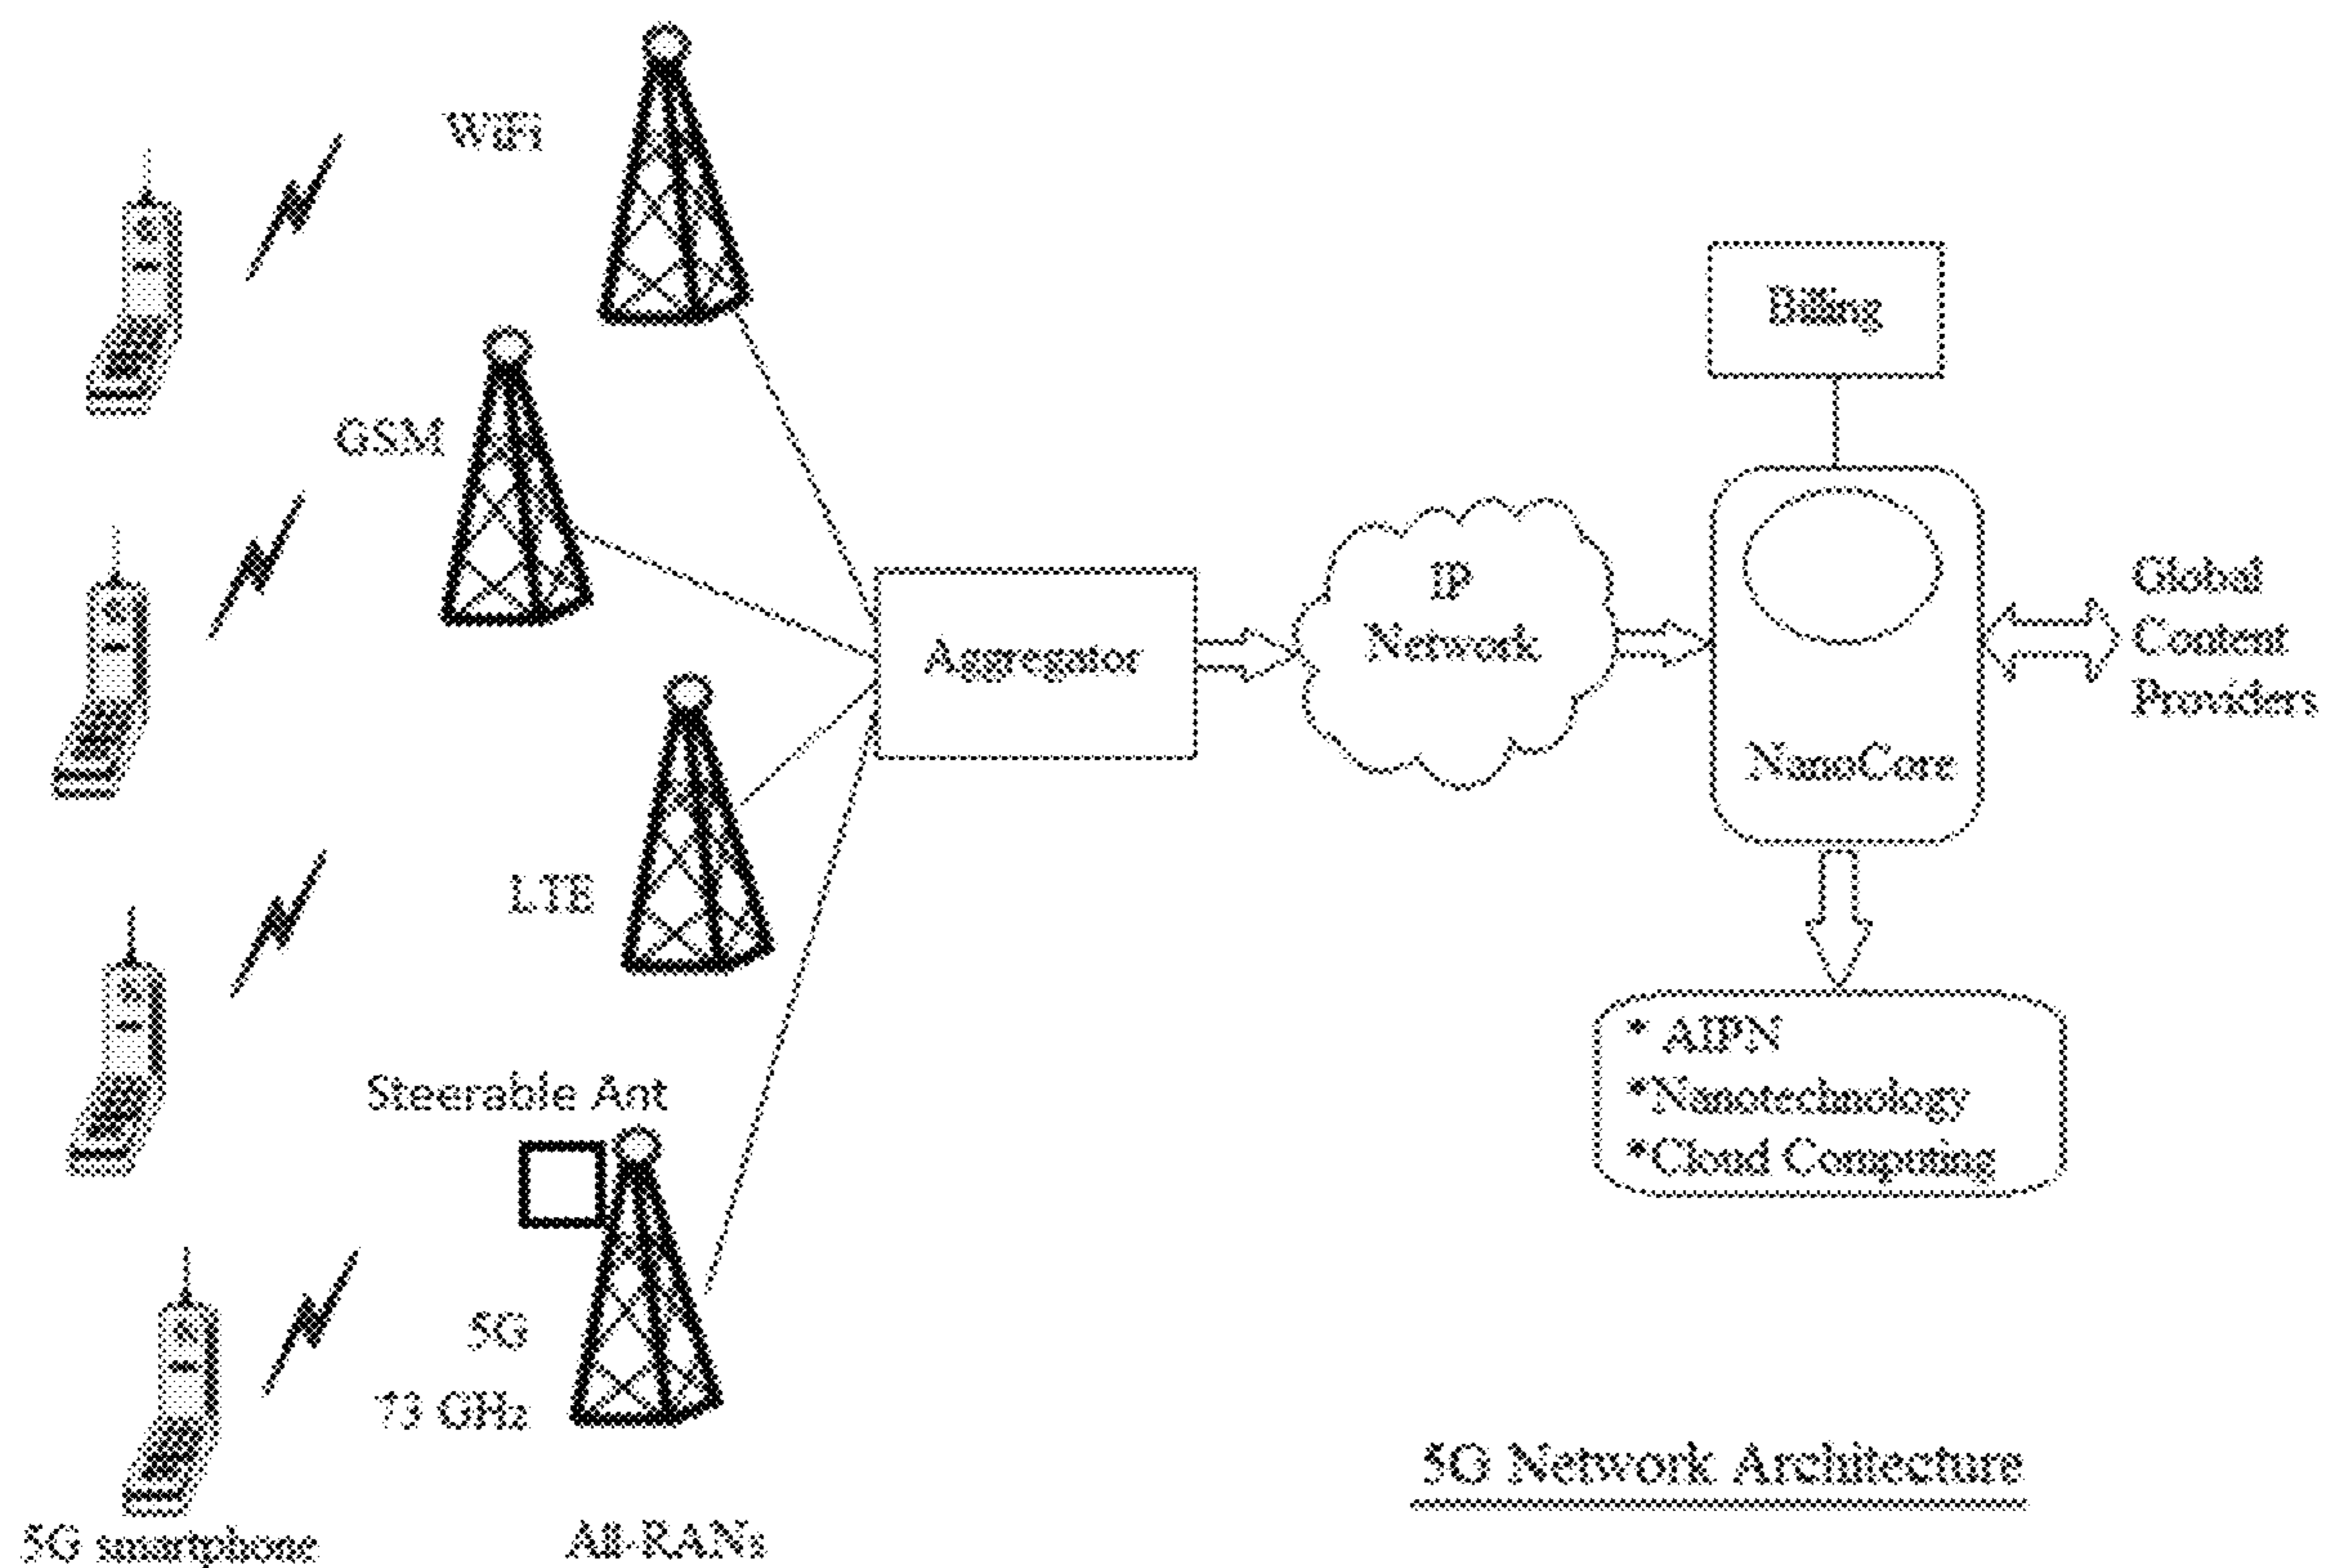 WiFi
GSM
LTE
Steerable Ant
5G
73 GHz
5G smartphone
All-RANs
Aggregator
IP
Network
Billing
NanoCore
Global
Content
Providers
* AIPN
*Nanotechnology
*Cloud Computing
5G Network Architecture